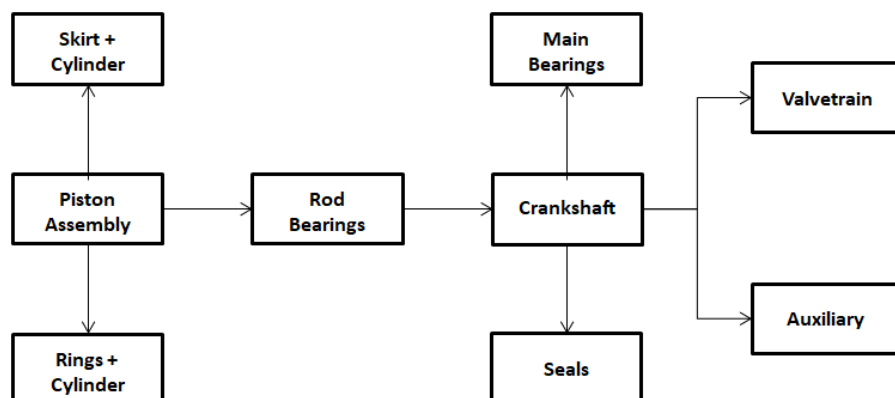 Skirt +
Cylinder
Main
Bearings
Valvetrain
Piston
Assembly
Rod
Bearings
Crankshaft
Auxiliary
Rings +
Cylinder
Seals